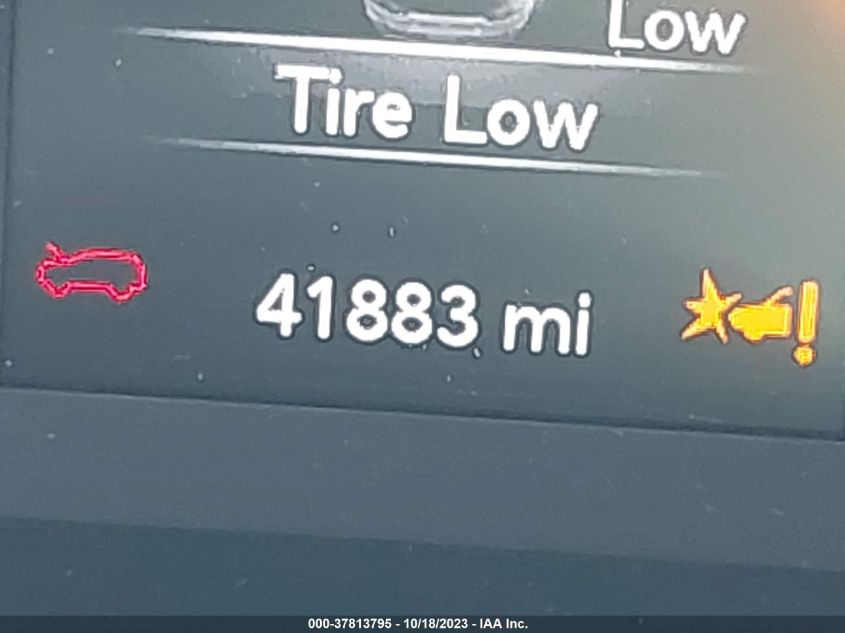 Low
Tire Low
41883 mi
000-37813795 - 10/18/2023 - IAA Inc.